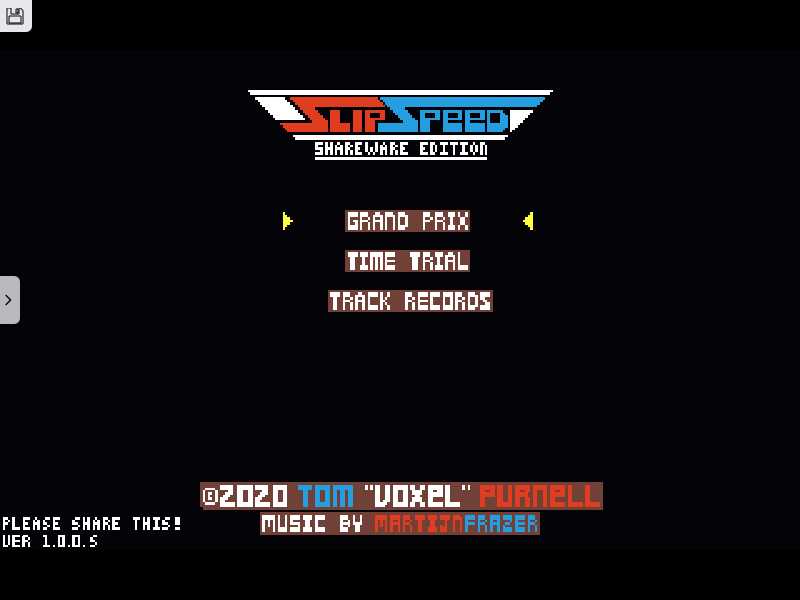 SLIPSPEED
SHAREWARE EDITION
GRAND PRIX
TIME TRIAL
TRACK RECORDS
©2020 TOM "VOXEL" PURNELL
MUSIC BY MARTIJNFRAZER
PLEASE SHARE THIS!
VER 1.0.0.S